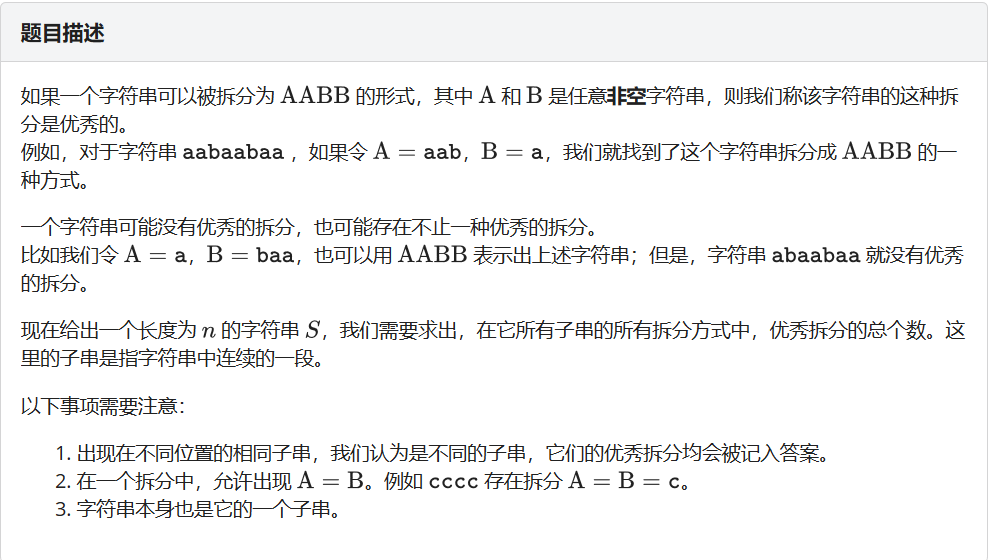 题目描述
如果一个字符串可以被拆分为 AABB 的形式，其中 A 和 B 是任意非空字符串，则我们称该字符串的这种拆
分是优秀的。
例如，对于字符串 aabaabaa ，如果令 A = aab，B = a，我们就找到了这个字符串拆分成 AABB 的一
种方式。
一个字符串可能没有优秀的拆分，也可能存在不止一种优秀的拆分。
比如我们令 A = a，B = baa，也可以用 AABB 表示出上述字符串；但是，字符串 abaabaa 就没有优秀
的拆分。
现在给出一个长度为 n 的字符串 S，我们需要求出，在它所有子串的所有拆分方式中，优秀拆分的总个数。这
里的子串是指字符串中连续的一段。
以下事项需要注意：
1. 出现在不同位置的相同子串，我们认为是不同的子串，它们的优秀拆分均会被记入答案。
2. 在一个拆分中，允许出现 A = B。例如 cccc 存在拆分 A = B = c。
3. 字符串本身也是它的一个子串。